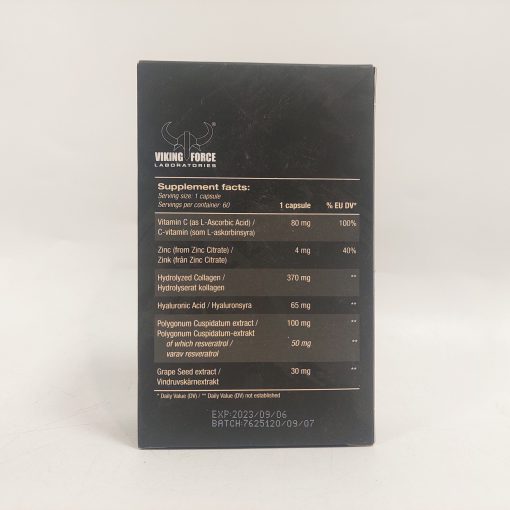 VIKING FORCE
LABORATORIES
®
Supplement facts:
Serving size: 1 capsule
Servings per container 60
1 capsule % EU DV*
Vitamin C (as L-Ascorbic Acid) / 80 mg 100%
C-vitamin (som L-askorbinsyra)
Zinc (from Zinc Citrate) / 4 mg 40%
Zink (från Zinc Citrate)
Hydrolyzed Collagen / 370 mg **
Hydrolyserat kollagen
Hyaluronic Acid / Hyaluronsyra 65 mg **
Polygonum Cuspidatum extract / 100 mg **
Polygonum Cuspidatum-extrakt
of which resveratrol / 50 mg **
varav resveratrol
Grape Seed extract / 30 mg **
Vindruvskärnextrakt
* Daily Value (DV) / ** Daily Value (DV) not established
EXP:2023/09/06
BATCH:7625120/09/07